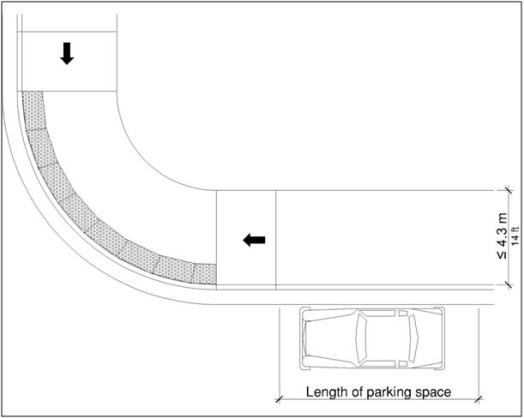 ≤ 4.3 m
14 ft
Length of parking space